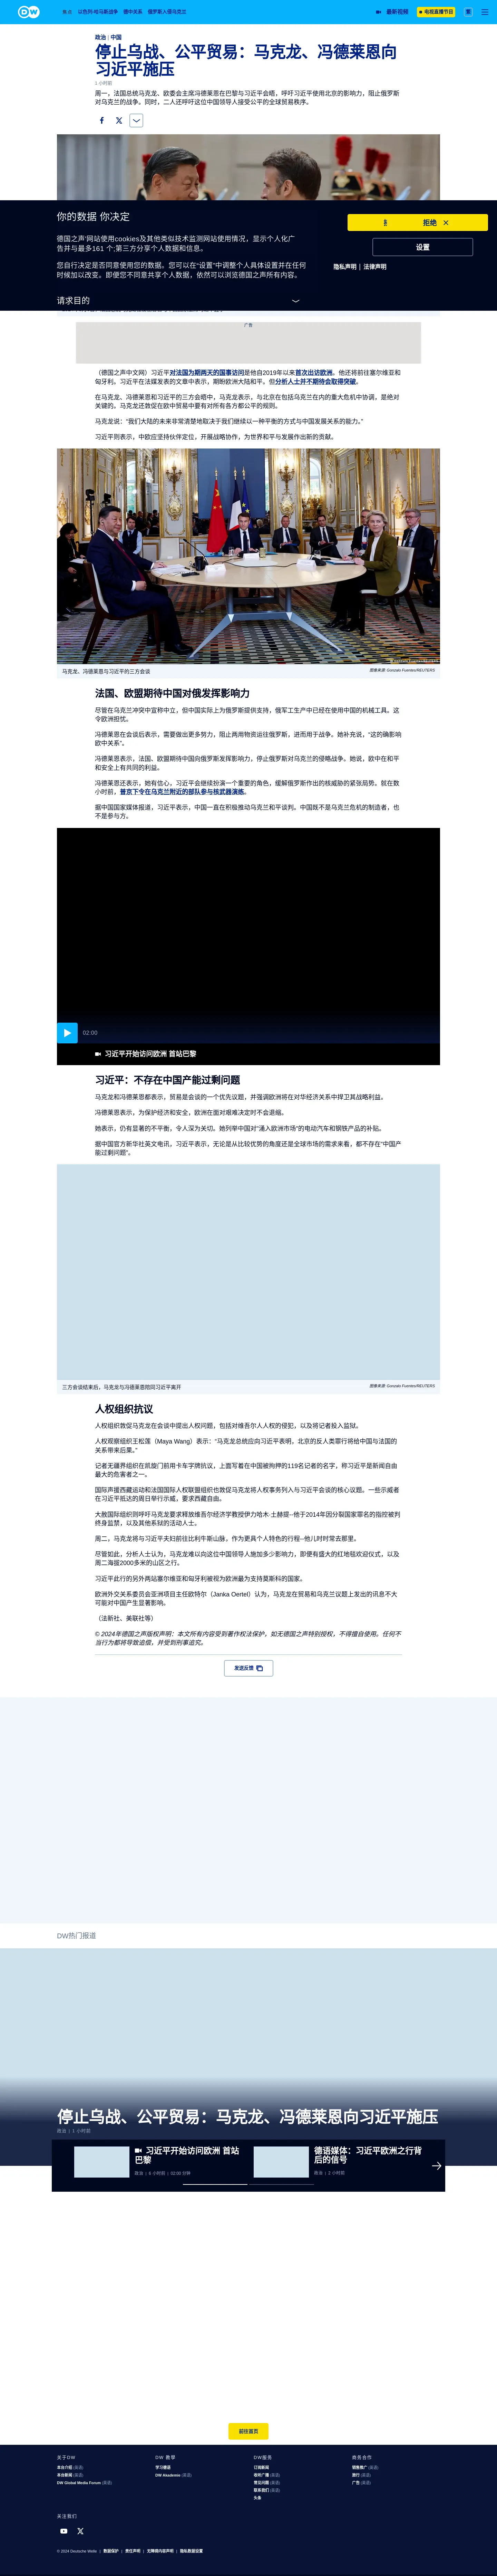 DW
焦点
以色列-哈马斯战争
德中关系
俄罗斯入侵乌克兰
最新视频
电视直播节目
政治 | 中国
停止乌战、公平贸易：马克龙、冯德莱恩向
习近平施压
1 小时前
周一，法国总统马克龙、欧委会主席冯德莱恩在巴黎与习近平会晤，呼吁习近平使用北京的影响力，阻止俄罗斯
对乌克兰的战争。同时，二人还呼吁这位中国领导人接受公平的全球贸易秩序。
你的数据 你决定
德国之声˙网站使用cookies及其他类似技术监测网站使用情况，显示个人化广
告并与最多161 个˙第三方分享个人数据和信息。
您自行决定是否同意使用您的数据。您可以在“设置”中调整个人具体设置并在任何
时候加以改变。即便您不同意共享个人数据，依然可以浏览德国之声所有内容。
请求目的
拒绝
设置
隐私声明 | 法律声明
广告
（德国之声中文网）习近平对法国为期两天的国事访问是他自2019年以来首次出访欧洲。他还将前往塞尔维亚和
匈牙利。习近平在法媒发表的文章中表示，期盼欧洲大陆和平。但分析人士并不期待会取得突破。
在马克龙、冯德莱恩和习近平的三方会晤中，马克龙表示，与北京在包括乌克兰在内的重大危机中协调，是绝对
关键的。马克龙还敦促在欧中贸易中要有对所有各方都公平的规则。
马克龙说：“我们大陆的未来非常清楚地取决于我们继续以一种平衡的方式与中国发展关系的能力。”
习近平则表示，中欧应坚持伙伴定位，开展战略协作，为世界和平与发展作出新的贡献。
马克龙、冯德莱恩与习近平的三方会谈
图像来源: Gonzalo Fuentes/REUTERS
法国、欧盟期待中国对俄发挥影响力
尽管在乌克兰冲突中宣称中立，但中国实际上为俄罗斯提供支持，俄军工生产中已经在使用中国的机械工具。这
令欧洲担忧。
冯德莱恩在会谈后表示，需要做出更多努力，阻止两用物资运往俄罗斯，进而用于战争。她补充说，“这的确影响
欧中关系”。
冯德莱恩表示，法国、欧盟期待中国向俄罗斯发挥影响力，停止俄罗斯对乌克兰的侵略战争。她说，欧中在和平
和安全上有共同的利益。
冯德莱恩还表示，她有信心，习近平会继续扮演一个重要的角色，缓解俄罗斯作出的核威胁的紧张局势。就在数
小时前，普京下令在乌克兰附近的部队参与核武器演练。
据中国国家媒体报道，习近平表示，中国一直在积极推动乌克兰和平谈判。中国既不是乌克兰危机的制造者，也
不是参与方。
02:00
习近平开始访问欧洲 首站巴黎
习近平：不存在中国产能过剩问题
马克龙和冯德莱恩都表示，贸易是会谈的一个优先议题，并强调欧洲将在对华经济关系中捍卫其战略利益。
冯德莱恩表示，为保护经济和安全，欧洲在面对艰难决定时不会退缩。
她表示，仍有显著的不平衡，令人深为关切。她列举中国对“涌入欧洲市场”的电动汽车和钢铁产品的补贴。
据中国官方新华社英文电讯，习近平表示，无论是从比较优势的角度还是全球市场的需求来看，都不存在“中国产
能过剩问题”。
三方会谈结束后，马克龙与冯德莱恩陪同习近平离开
图像来源: Gonzalo Fuentes/REUTERS
人权组织抗议
人权组织敦促马克龙在会谈中提出人权问题，包括对维吾尔人人权的侵犯，以及将记者投入监狱。
人权观察组织王松莲（Maya Wang）表示：“马克龙总统应向习近平表明，北京的反人类罪行将给中国与法国的
关系带来后果。”
记者无疆界组织在凯旋门前用卡车字牌抗议，上面写着在中国被拘押的119名记者的名字，称习近平是新闻自由
最大的危害者之一。
国际声援西藏运动和法国国际人权联盟组织也敦促马克龙将人权事务列入与习近平会谈的核心议题。一些示威者
在习近平抵达的周日举行示威，要求西藏自由。
大赦国际组织则呼吁马克龙要求释放维吾尔经济学教授伊力哈木·土赫提--他于2014年因分裂国家罪名的指控被判
终身监禁，以及其他系狱的活动人士。
周二，马克龙将与习近平夫妇前往比利牛斯山脉，作为更具个人特色的行程--他儿时时常去那里。
尽管如此，分析人士认为，马克龙难以向这位中国领导人施加多少影响力，即便有盛大的红地毯欢迎仪式，以及
周二海拔2000多米的山区之行。
习近平此行的另外两站塞尔维亚和匈牙利被视为欧洲最为支持莫斯科的国家。
欧洲外交关系委员会亚洲项目主任欧特尔（Janka Oertel）认为，马克龙在贸易和乌克兰议题上发出的讯息不大
可能对中国产生显著影响。
（法新社、美联社等）
© 2024年德国之声版权声明：本文所有内容受到著作权法保护，如无德国之声特别授权，不得擅自使用。任何不
当行为都将导致追偿，并受到刑事追究。
发送反馈
DW热门报道
停止乌战、公平贸易：马克龙、冯德莱恩向习近平施压
政治 | 1 小时前
习近平开始访问欧洲 首站
巴黎
政治 | 6 小时前 | 02:00 分钟
德语媒体：习近平欧洲之行背
后的信号
政治 | 2 小时前
前往首页
关于DW
本台介绍 (英语)
本台新闻 (英语)
DW Global Media Forum (英语)
DW 教学
学习德语
DW Akademie (英语)
DW服务
订阅新闻
收听广播 (英语)
常见问题 (英语)
联系我们 (英语)
头条
商务合作
销售推广 (英语)
旅行 (英语)
广告 (英语)
关注我们
© 2024 Deutsche Welle | 数据保护 | 责任声明 | 无障碍内容声明 | 隐私数据设置